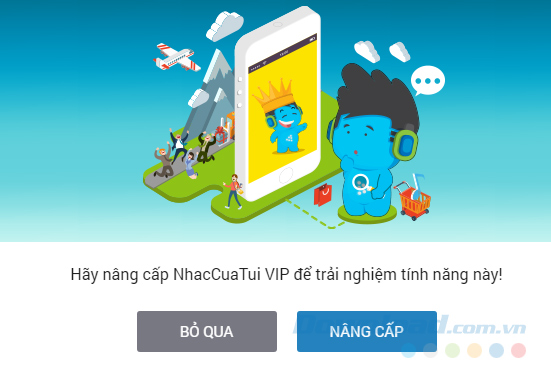 Hãy nâng cấp NhacCuaTui VIP để trải nghiệm tính năng này!
BỎ QUA
NÂNG CẤP
Download.com.vn